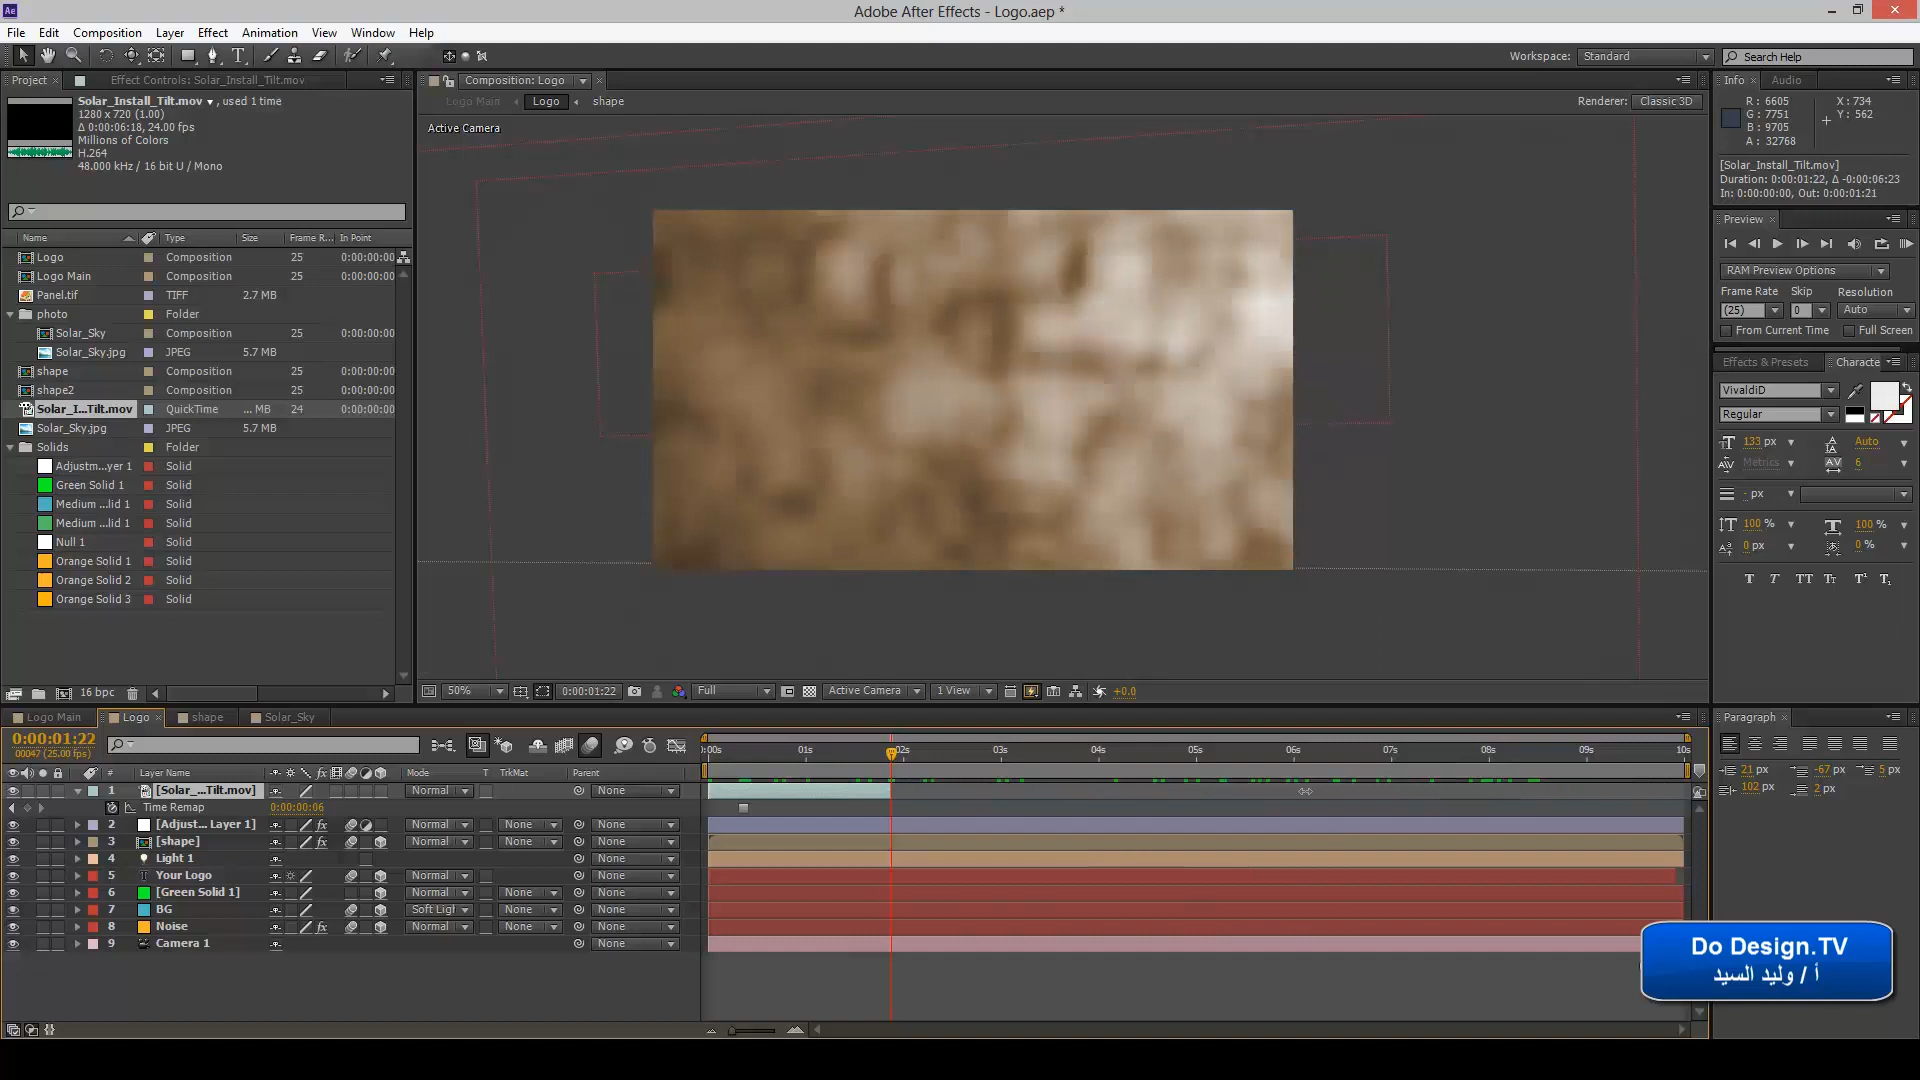 Adobe After Effects - Logo.aep *
File Edit Composition Layer Effect Animation View Window Help
Workspace: Standard Search Help
Project Effect Controls: Solar_Install_Tilt.mov
Solar_Install_Tilt.mov , used 1 time
1280 x 720 (1.00)
Δ 0:00:06:18, 24.00 fps
Millions of Colors
H.264
48.000 kHz / 16 bit U / Mono
Name Type Size Frame R... In Point
Logo Composition 25 0:00:00:00
Logo Main Composition 25 0:00:00:00
Panel.tif TIFF 2.7 MB
photo Folder
Solar_Sky Composition 25 0:00:00:00
Solar_Sky.jpg JPEG 5.7 MB
shape Composition 25 0:00:00:00
shape2 Composition 25 0:00:00:00
Solar_I...Tilt.mov QuickTime ... MB 24 0:00:00:00
Solar_Sky.jpg JPEG 5.7 MB
Solids Folder
Adjustm...yer 1 Solid
Green Solid 1 Solid
Medium ...lid 1 Solid
Medium ...lid 1 Solid
Null 1 Solid
Orange Solid 1 Solid
Orange Solid 2 Solid
Orange Solid 3 Solid
16 bpc
Composition: Logo
Logo Main Logo shape
Renderer: Classic 3D
Active Camera
50% 0:00:01:22 Full Active Camera 1 View +0.0
Info Audio
R : 6605 X : 734
G : 7751 Y : 562
B : 9705
A : 32768
[Solar_Install_Tilt.mov]
Duration: 0:00:01:22, Δ -0:00:06:23
In: 0:00:00:00, Out: 0:00:01:21
Preview
RAM Preview Options
Frame Rate Skip Resolution
(25) 0 Auto
From Current Time Full Screen
Effects & Presets Characte
VivaldiD
Regular
133 px Auto
Metrics 6
- px
100 % 100 %
0 px 0 %
T T TT Tt T¹ T₁
Logo Main Logo shape Solar_Sky
0:00:01:22
00047 (25.00 fps)
# Layer Name fx Mode T TrkMat Parent
1 [Solar_...Tilt.mov] Normal None
Time Remap 0:00:00:06
2 [Adjust... Layer 1] fx Normal None None
3 [shape] fx Normal None None
4 Light 1 None
5 Your Logo Normal None
6 [Green Solid 1] Normal None None
7 BG Soft Ligh None None
8 Noise fx Normal None None
9 Camera 1 None
:00s 01s 02s 03s 04s 05s 06s 07s 08s 09s 10s
Paragraph
21 px -67 px 5 px
102 px 2 px
Do Design.TV
أ / وليد السيد